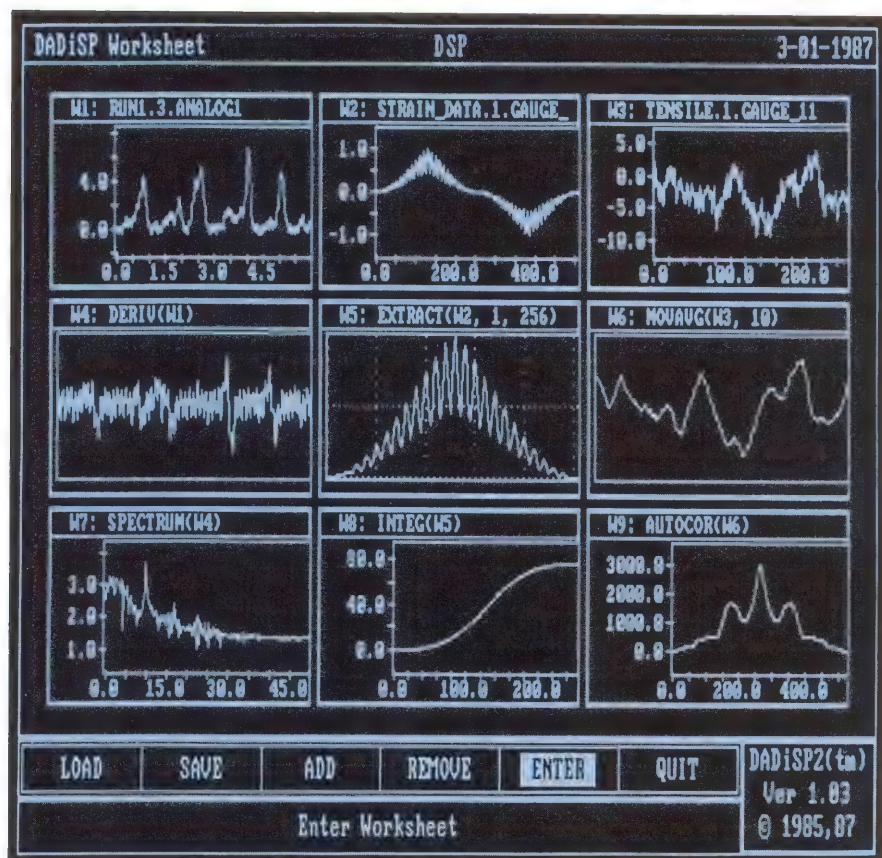 DADiSP Worksheet DSP 3-01-1987
W1: RUN1.3.ANALOG1
4.0
2.0
0.0 1.5 3.0 4.5
W2: STRAIN_DATA.1.GAUGE_
1.0
0.0
-1.0
0.0 200.0 400.0
W3: TENSILE.1.GAUGE_11
5.0
0.0
-5.0
-10.0
0.0 100.0 200.0
W4: DERIV(W1)
W5: EXTRACT(W2, 1, 256)
W6: MOVAVG(W3, 10)
W7: SPECTRUM(W4)
3.0
2.0
1.0
0.0 15.0 30.0 45.0
W8: INTEG(W5)
80.0
40.0
0.0
0.0 100.0 200.0
W9: AUTOCOR(W6)
3000.0
2000.0
1000.0
0.0
0.0 200.0 400.0
LOAD SAVE ADD REMOVE ENTER QUIT
Enter Worksheet
DADiSP2(tm)
Ver 1.03
© 1985,87